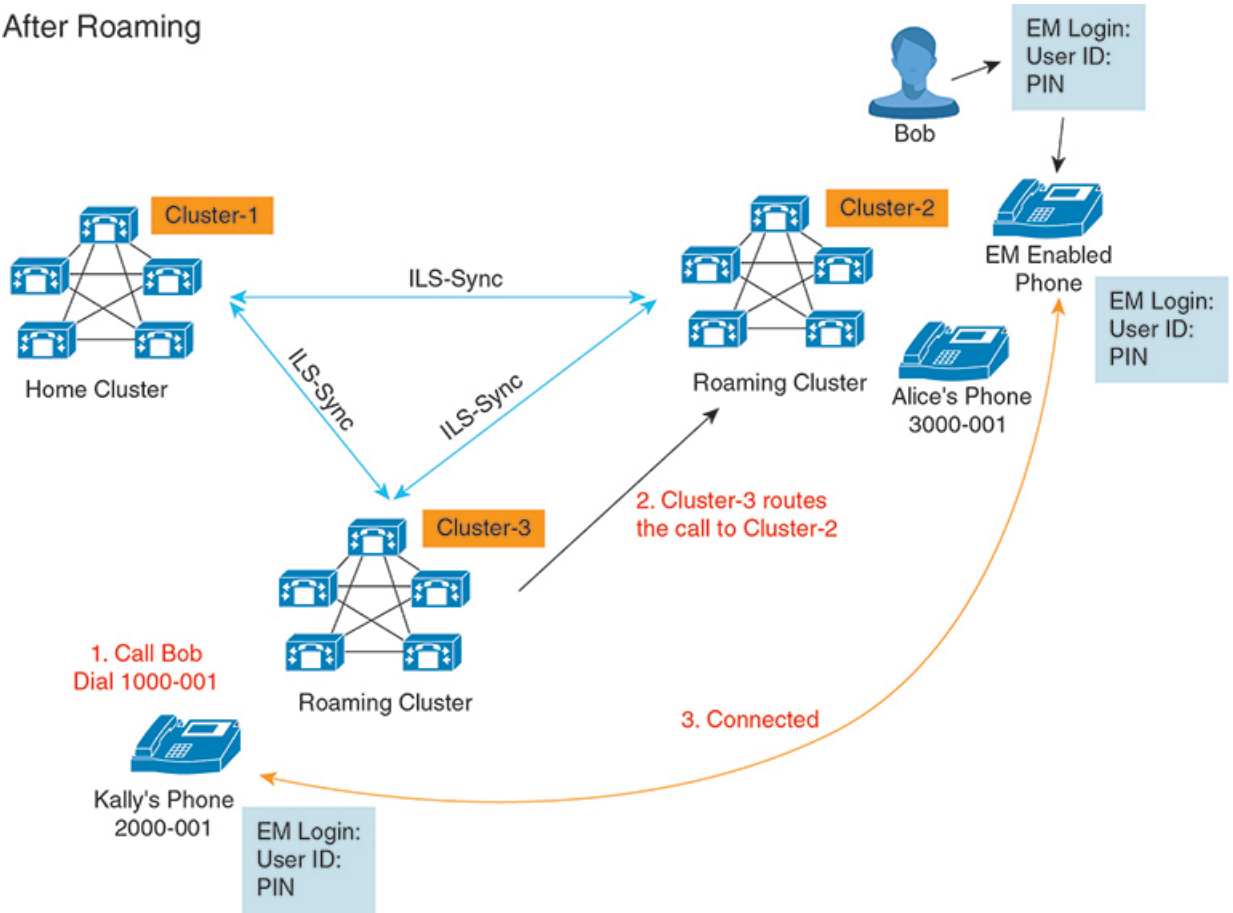 After Roaming
EM Login:
User ID:
PIN
Bob
Cluster-1
Cluster-2
EM Enabled
Phone
ILS-Sync
EM Login:
User ID:
PIN
Home Cluster
ILS-Sync
ILS-Sync
Roaming Cluster
Alice's Phone
3000-001
Cluster-3
2. Cluster-3 routes
the call to Cluster-2
1. Call Bob
Dial 1000-001
Roaming Cluster
3. Connected
Kally's Phone
2000-001
EM Login:
User ID:
PIN